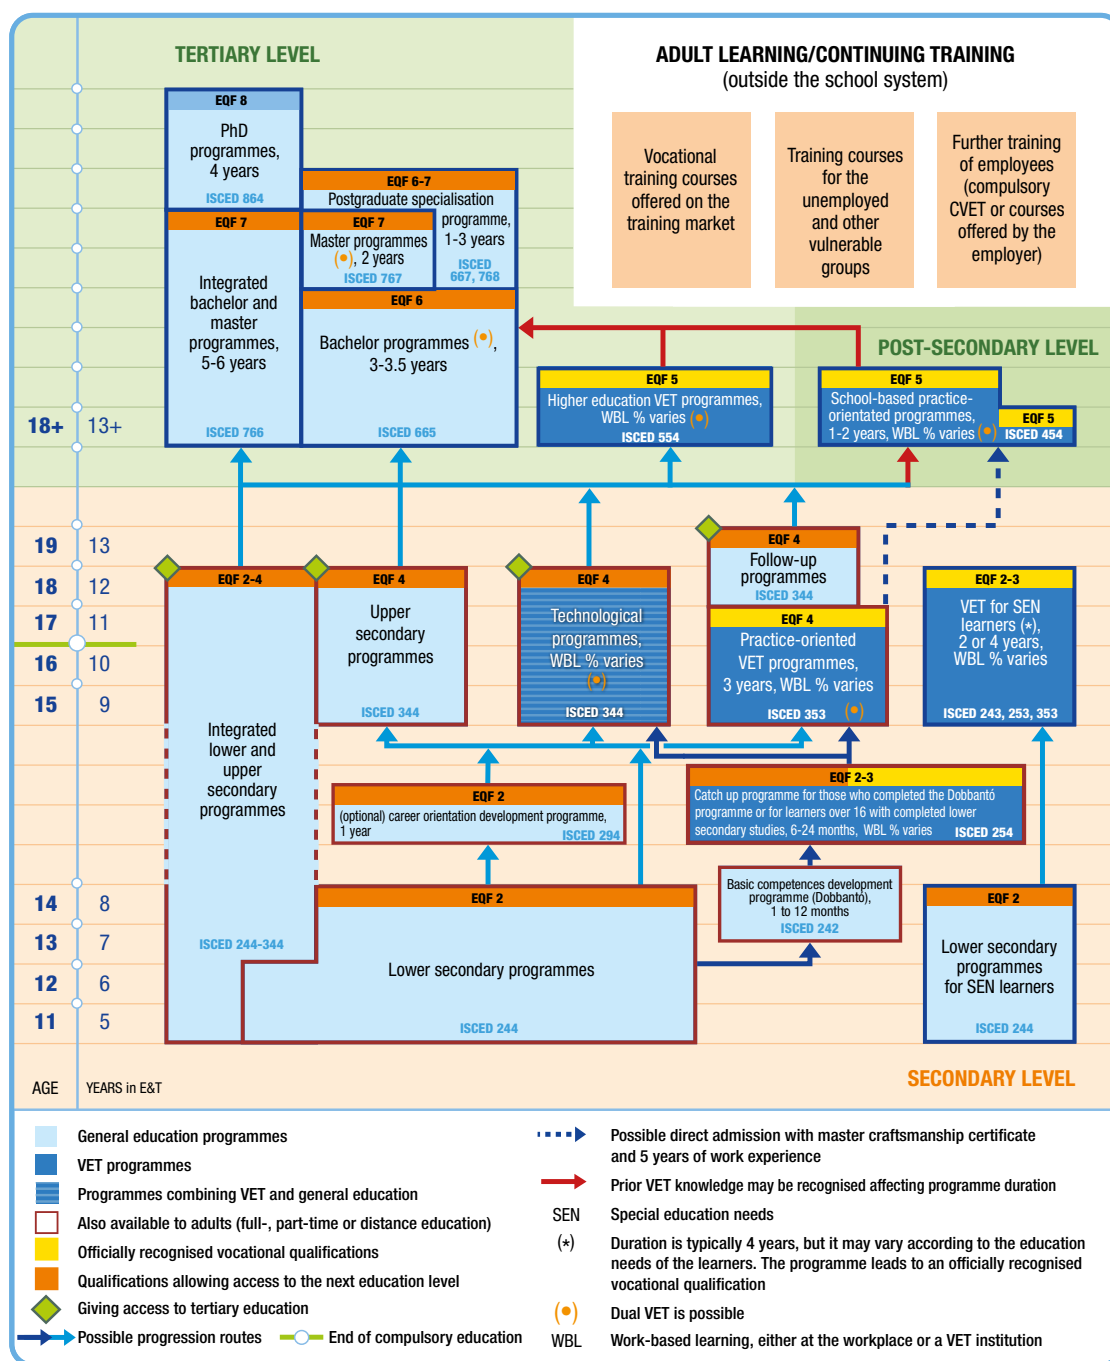 TERTIARY LEVEL
ADULT LEARNING/CONTINUING TRAINING
(outside the school system)
Vocational
training courses
offered on the
training market
Training courses
for the
unemployed
and other
vulnerable
groups
Further training
of employees
(compulsory
CVET or courses
offered by the
employer)
EQF 8
PhD
programmes,
4 years
ISCED 864
EQF 6-7
Postgraduate specialisation
programme,
1-3 years
ISCED
667, 768
EQF 7
Integrated
bachelor and
master
programmes,
5-6 years
ISCED 766
EQF 7
Master programmes
(•), 2 years
ISCED 767
EQF 6
Bachelor programmes (•),
3-3.5 years
ISCED 665
POST-SECONDARY LEVEL
EQF 5
Higher education VET programmes,
WBL % varies (•)
ISCED 554
EQF 5
School-based practice-
orientated programmes,
1-2 years, WBL % varies (•)
EQF 5
ISCED 454
18+ 13+
19 13
18 12
17 11
16 10
15 9
14 8
13 7
12 6
11 5
AGE YEARS in E&T
EQF 2-4
Integrated
lower and
upper
secondary
programmes
ISCED 244-344
EQF 4
Upper
secondary
programmes
ISCED 344
EQF 4
Technological
programmes,
WBL % varies
(•)
ISCED 344
EQF 4
Follow-up
programmes
ISCED 344
EQF 4
Practice-oriented
VET programmes,
3 years, WBL % varies
ISCED 353 (•)
EQF 2-3
VET for SEN
learners (*),
2 or 4 years,
WBL % varies
ISCED 243, 253, 353
EQF 2
(optional) career orientation development programme,
1 year
ISCED 294
EQF 2-3
Catch up programme for those who completed the Dobbantó
programme or for learners over 16 with completed lower
secondary studies, 6-24 months, WBL % varies ISCED 254
Basic competences development
programme (Dobbantó),
1 to 12 months
ISCED 242
EQF 2
Lower secondary programmes
ISCED 244
EQF 2
Lower secondary
programmes
for SEN learners
ISCED 244
SECONDARY LEVEL
General education programmes
VET programmes
Programmes combining VET and general education
Also available to adults (full-, part-time or distance education)
Officially recognised vocational qualifications
Qualifications allowing access to the next education level
Giving access to tertiary education
Possible progression routes
End of compulsory education
Possible direct admission with master craftsmanship certificate
and 5 years of work experience
Prior VET knowledge may be recognised affecting programme duration
SEN Special education needs
(*) Duration is typically 4 years, but it may vary according to the education
needs of the learners. The programme leads to an officially recognised
vocational qualification
(•) Dual VET is possible
WBL Work-based learning, either at the workplace or a VET institution